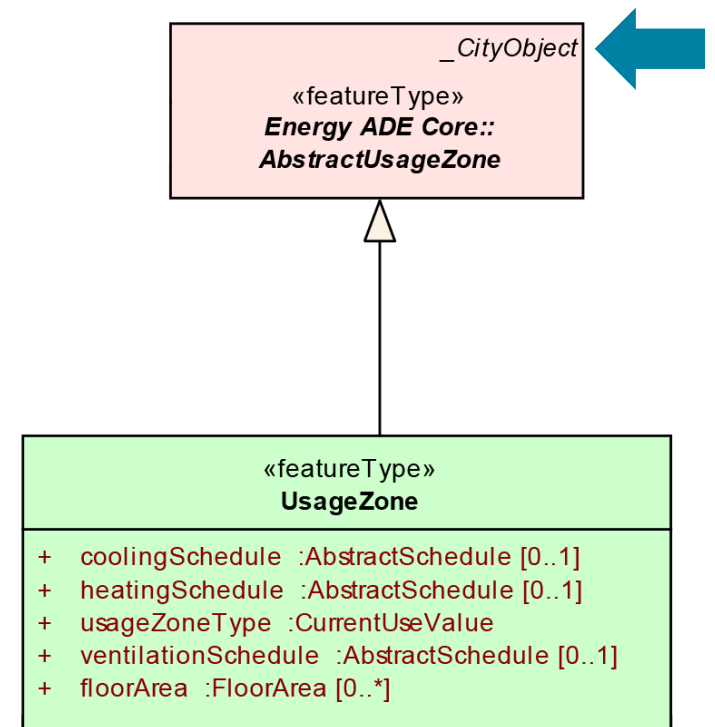 _CityObject
«featureType»
Energy ADE Core::
AbstractUsageZone
«featureType»
UsageZone
+ coolingSchedule :AbstractSchedule [0..1]
+ heatingSchedule :AbstractSchedule [0..1]
+ usageZoneType :CurrentUseValue
+ ventilationSchedule :AbstractSchedule [0..1]
+ floorArea :FloorArea [0..*]